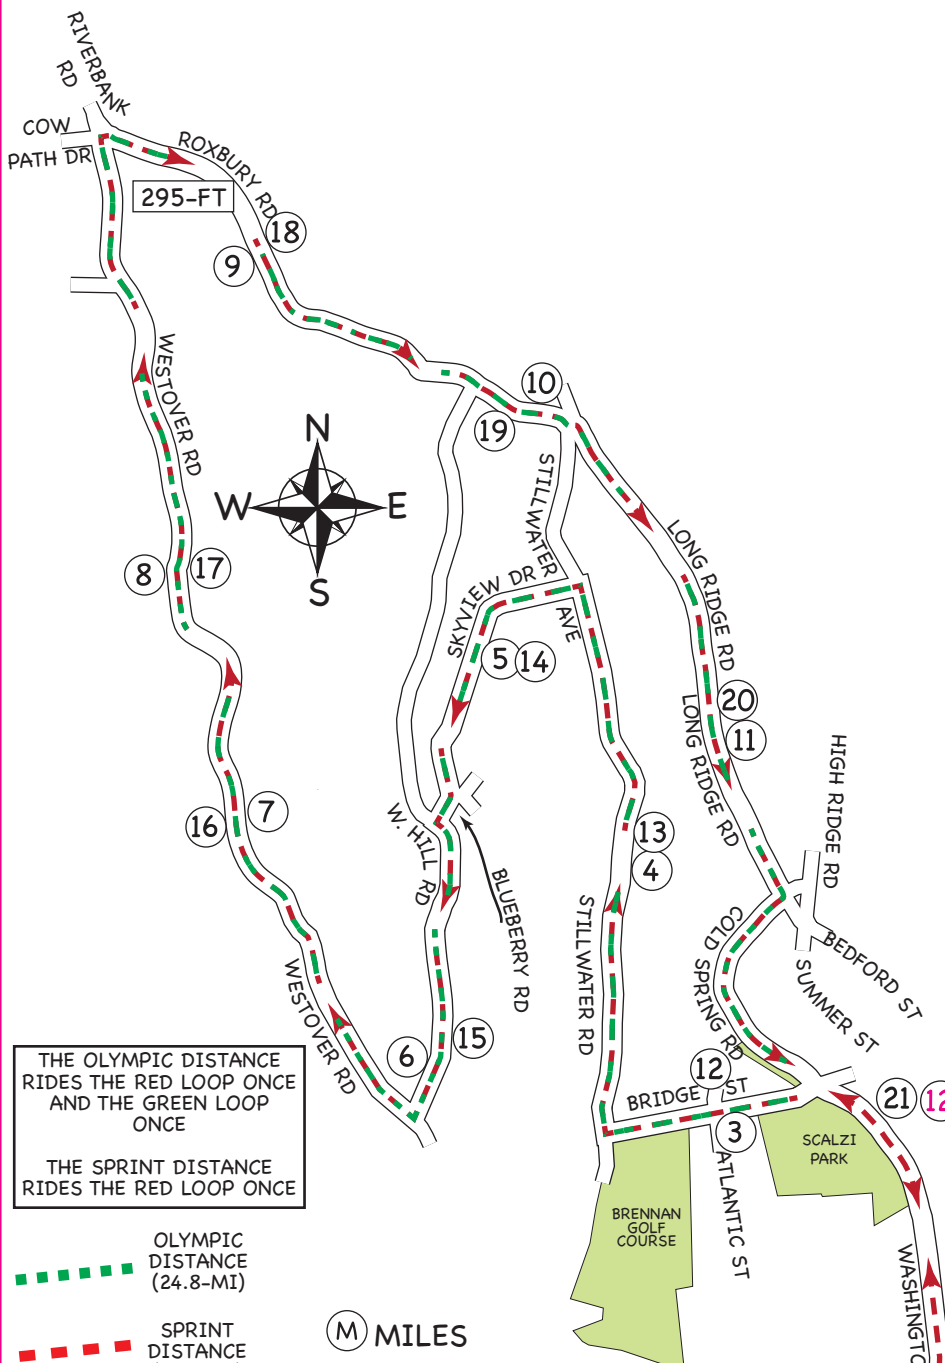 RIVERBANK
RD
COW
PATH DR
ROXBURY RD
295-FT
18
9
WESTOVER RD
10
19
N
W
E
S
STILLWATER
AVE
LONG RIDGE RD
8
17
SKYVIEW DR
5
14
20
11
LONG RIDGE RD
HIGH RIDGE RD
16
7
W. HILL RD
13
4
BLUEBERRY RD
STILLWATER RD
COLD
SPRING RD
BEDFORD ST
SUMMER ST
WESTOVER RD
6
15
12
BRIDGE ST
3
21
12
SCALZI
PARK
ATLANTIC ST
BRENNAN
GOLF
COURSE
WASHINGTO
THE OLYMPIC DISTANCE
RIDES THE RED LOOP ONCE
AND THE GREEN LOOP
ONCE
THE SPRINT DISTANCE
RIDES THE RED LOOP ONCE
OLYMPIC
DISTANCE
(24.8-MI)
SPRINT
DISTANCE
M MILES